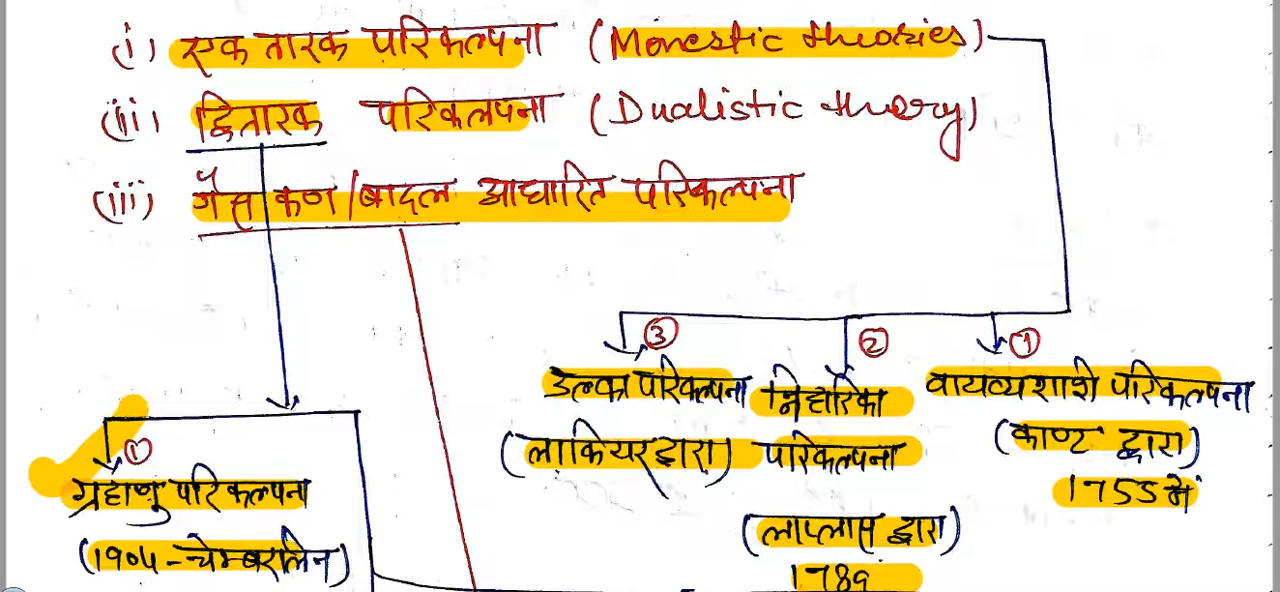 (i) एक तारक परिकल्पना (Monestic theories)
(ii) द्वितारक परिकल्पना (Dualistic theory)
(iii) गैस कण/बादल आधारित परिकल्पना
③ ② ①
उल्का परिकल्पना निहारिका वायव्यराशि परिकल्पना
(लाकियर द्वारा) परिकल्पना (काण्ट द्वारा)
(लाप्लास द्वारा) 1755 में
1789
①
ग्रहाणु परिकल्पना
(1904 - चेम्बरलिन)